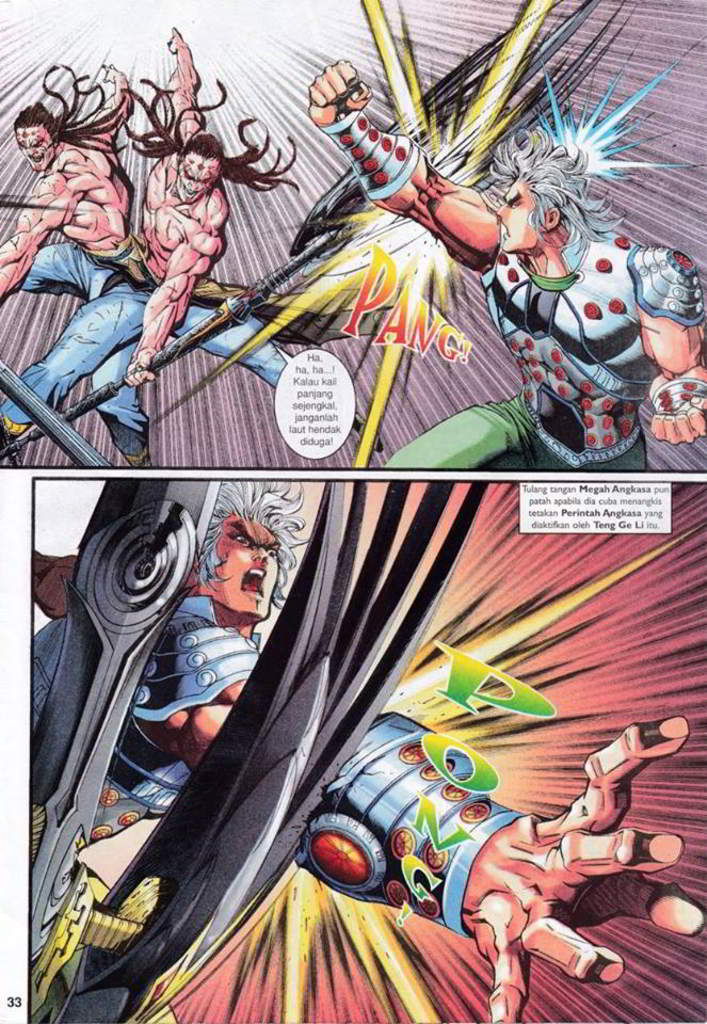 PANG!
Ha,
ha, ha...!
Kalau kail
panjang
sejengkal,
janganlah
laut hendak
diduga!
Tulang tangan Megah Angkasa pun
patah apabila dia cuba menangkis
tetakan Perintah Angkasa yang
diaktifkan oleh Teng Ge Li itu.
PONG!
33